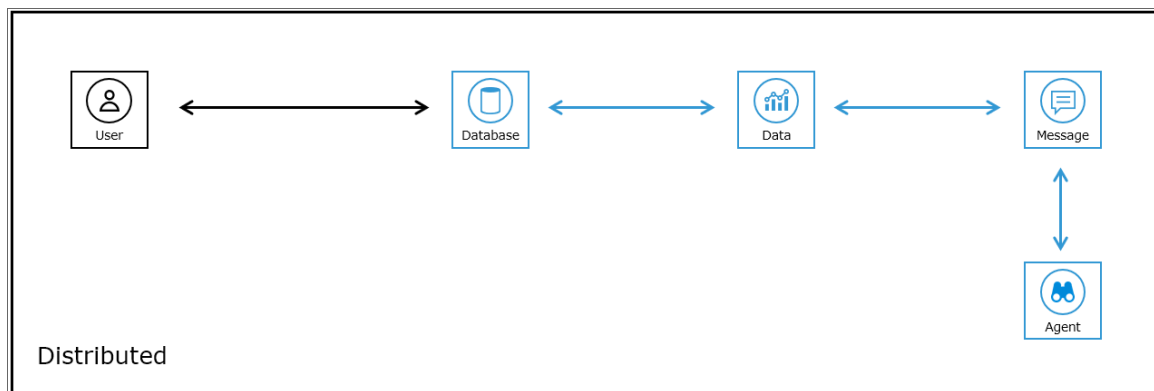 User
Database
Data
Message
Agent
Distributed